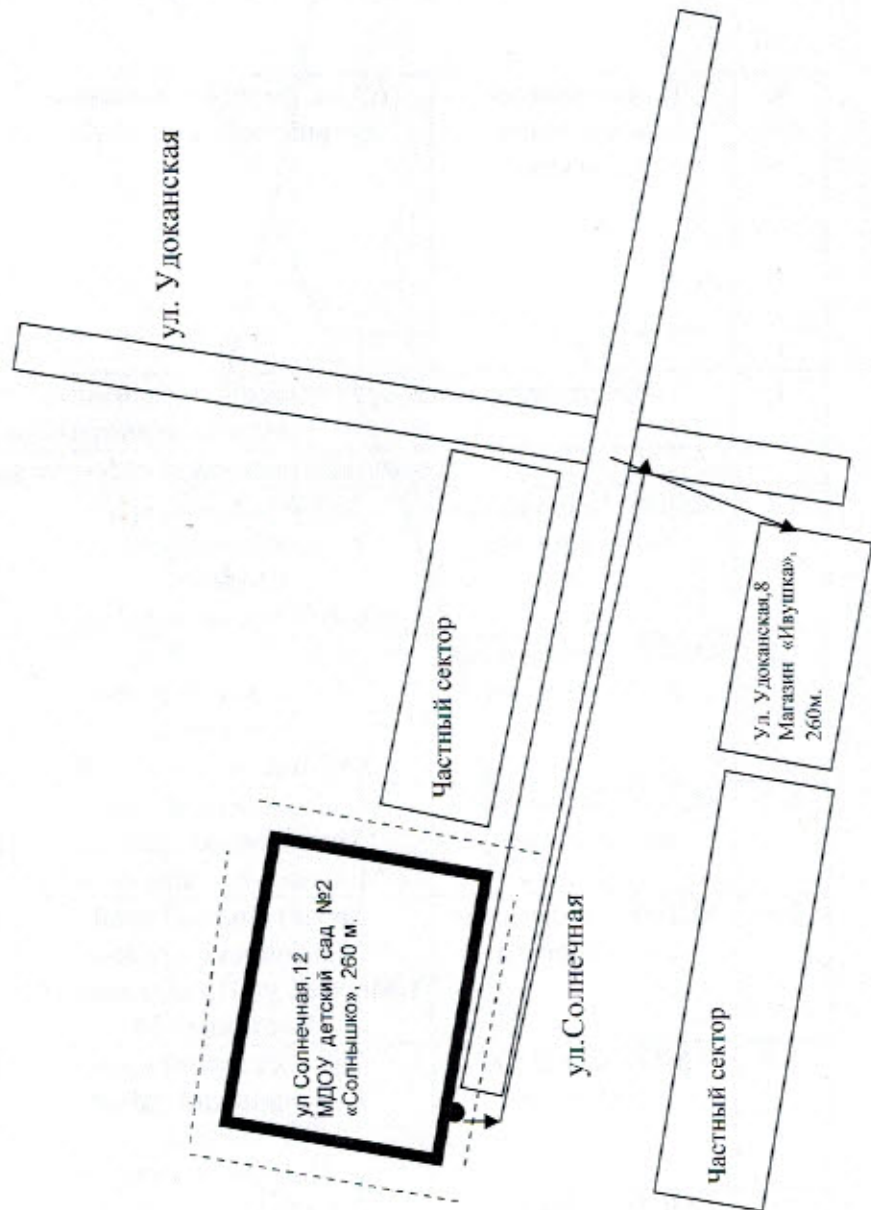 ул. Удоканская
Частный сектор
ул Солнечная,12
МДОУ детский сад №2
«Солнышко», 260 м.
ул.Солнечная
Ул. Удоканская,8
Магазин «Ивушка»,
260м.
Частный сектор